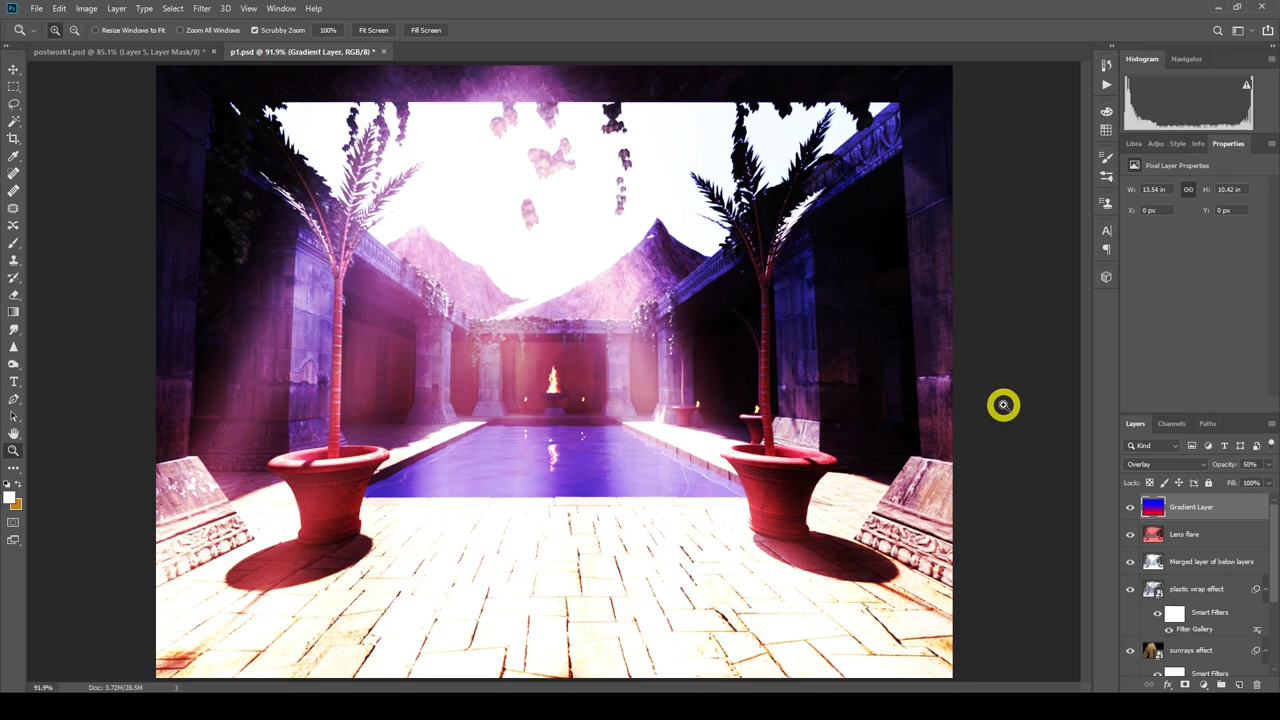 Ps File Edit Image Layer Type Select Filter 3D View Window Help
Resize Windows to Fit Zoom All Windows Scrubby Zoom 100% Fit Screen Fill Screen
postwork1.psd @ 85.1% (Layer 5, Layer Mask/8) * × p1.psd @ 91.9% (Gradient Layer, RGB/8) * ×
Histogram Navigator
Libra Adjus Style Info Properties
Pixel Layer Properties
W: 13.54 in H: 10.42 in
X: 0 px Y: 0 px
Layers Channels Paths
Kind
Overlay Opacity: 50%
Lock: Fill: 100%
Gradient Layer
Lens flare
Merged layer of below layers
plastic wrap effect
Smart Filters
Filter Gallery
sunrays effect
Smart Filters
91.9% Doc: 3.72M/28.5M